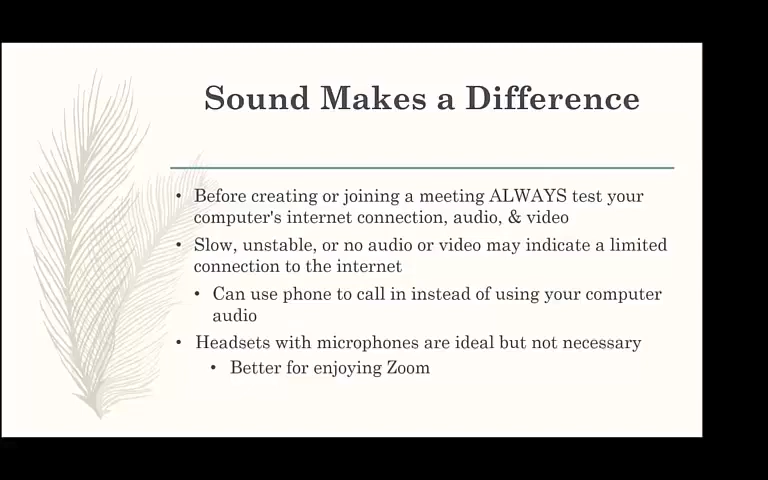 Sound Makes a Difference
• Before creating or joining a meeting ALWAYS test your
computer's internet connection, audio, & video
• Slow, unstable, or no audio or video may indicate a limited
connection to the internet
• Can use phone to call in instead of using your computer
audio
• Headsets with microphones are ideal but not necessary
• Better for enjoying Zoom